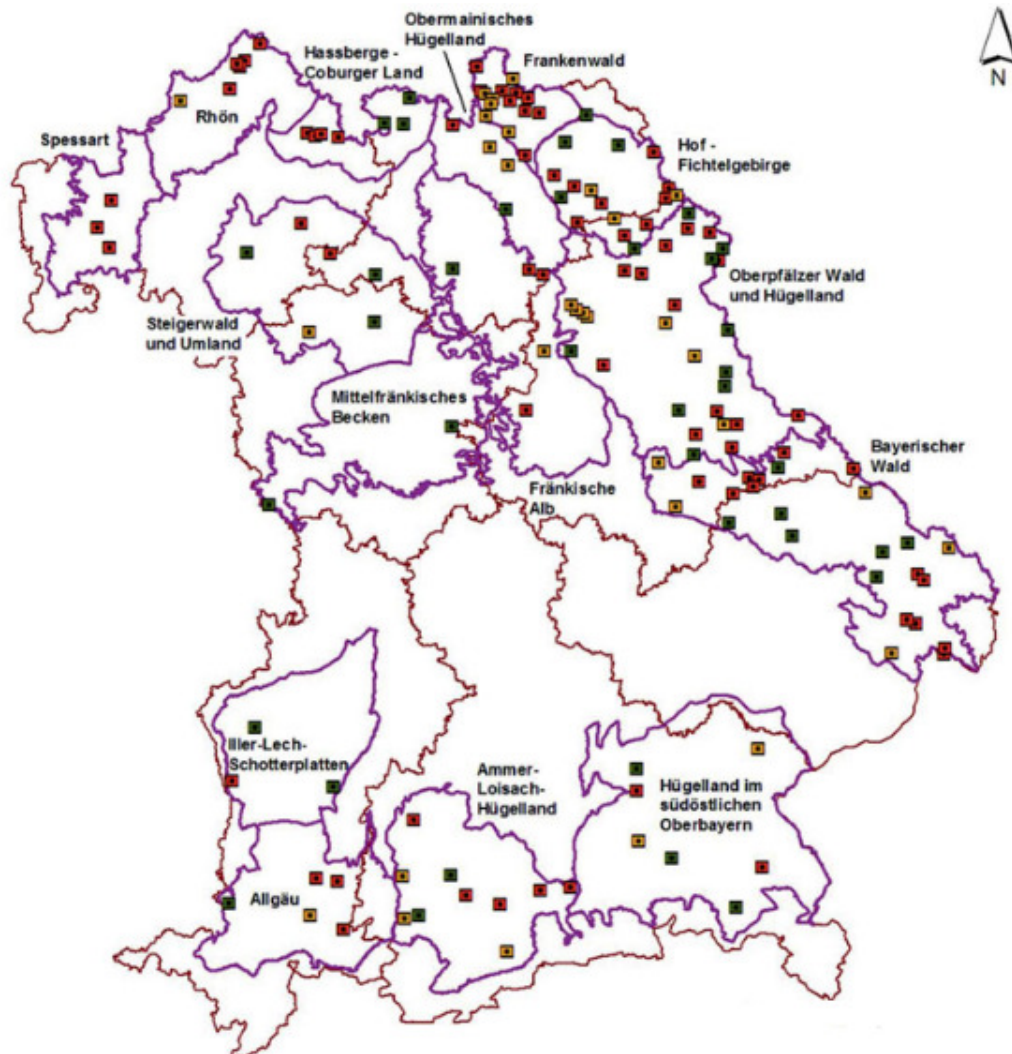 Obermainisches
Hügelland
Hassberge -
Coburger Land
Frankenwald
N
Rhön
Spessart
Hof -
Fichtelgebirge
Oberpfälzer Wald
und Hügelland
Steigerwald
und Umland
Mittelfränkisches
Becken
Bayerischer
Wald
Fränkische
Alb
Iller-Lech-
Schotterplatten
Ammer-
Loisach-
Hügelland
Hügelland im
südöstlichen
Oberbayern
Allgäu